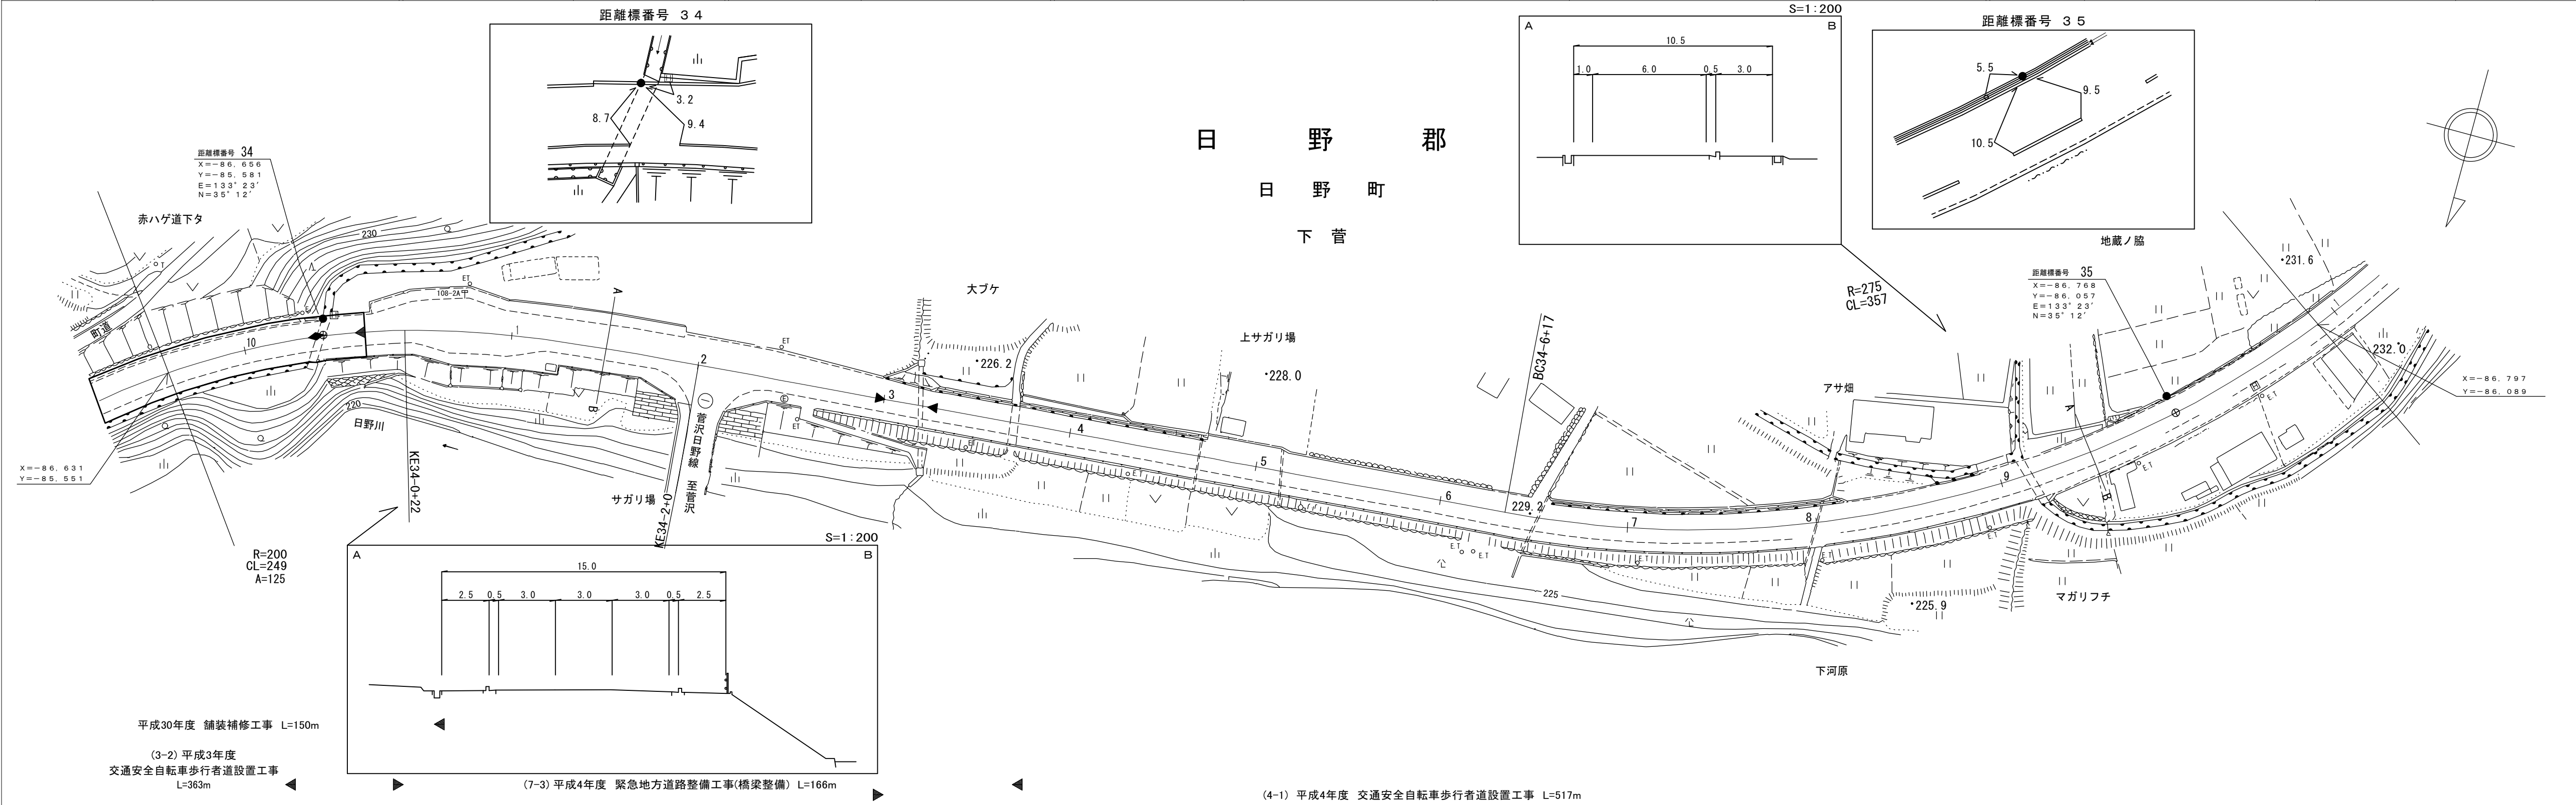 距離標番号 34
8.7
3.2
9.4
距離標番号 34
X=-86,656
Y=-85,581
E=133°23′
N=35°12′
赤ハゲ道下タ
230
T
町道
10
108-2A
ET
A
B
1
2
ET
ET
日野川
220
X=-86,631
Y=-85,551
KE34-0+22
R=200
CL=249
A=125
サガリ場
KE34-2+0
菅沢日野線 至菅沢
日野郡
日野町
下菅
大ブケ
226.2
3
4
上サガリ場
228.0
5
6
BC34-6+17
229.2
7
8
9
E.T
E.T
E.T
225
225.9
下河原
マガリフチ
アサ畑
R=275
CL=357
S=1:200
A
B
10.5
1.0 6.0 0.5 3.0
距離標番号 35
5.5
9.5
10.5
地蔵ノ脇
距離標番号 35
X=-86,768
Y=-86,057
E=133°23′
N=35°12′
231.6
232.0
A
B
E.T
E.T
X=-86,797
Y=-86,089
S=1:200
A
B
15.0
2.5 0.5 3.0 3.0 3.0 0.5 2.5
平成30年度 舗装補修工事 L=150m
(3-2) 平成3年度
交通安全自転車歩行者道設置工事
L=363m
(7-3) 平成4年度 緊急地方道路整備工事(橋梁整備) L=166m
(4-1) 平成4年度 交通安全自転車歩行者道設置工事 L=517m